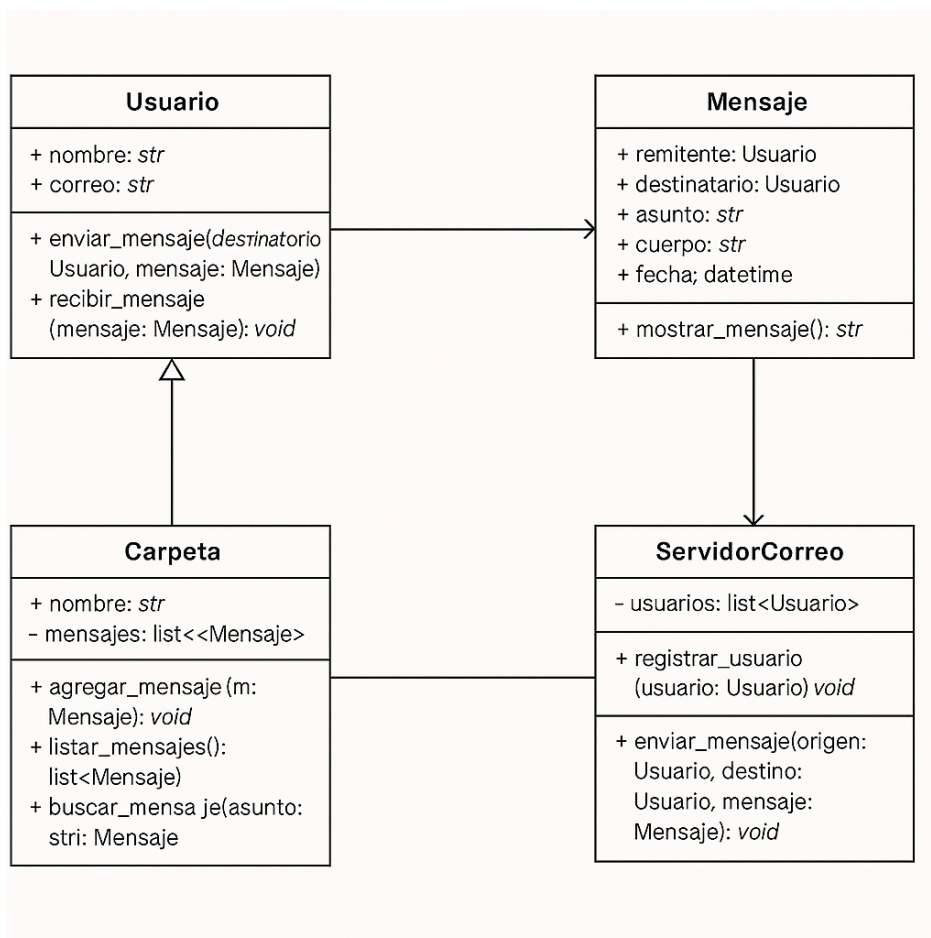 Usuario
+ nombre: str
+ correo: str
+ enviar_mensaje(destinatorio
Usuario, mensaje: Mensaje)
+ recibir_mensaje
(mensaje: Mensaje): void
Mensaje
+ remitente: Usuario
+ destinatario: Usuario
+ asunto: str
+ cuerpo: str
+ fecha; datetime
+ mostrar_mensaje(): str
Carpeta
+ nombre: str
– mensajes: list<<Mensaje>
+ agregar_mensaje (m:
Mensaje): void
+ listar_mensajes():
list<Mensaje)
+ buscar_mensa je(asunto:
stri: Mensaje
ServidorCorreo
– usuarios: list<Usuario>
+ registrar_usuario
(usuario: Usuario) void
+ enviar_mensaje(origen:
Usuario, destino:
Usuario, mensaje:
Mensaje): void